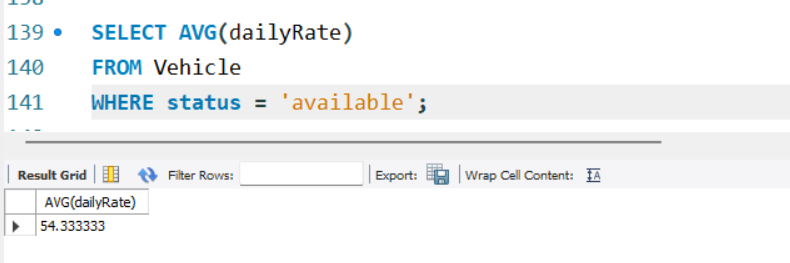 139 SELECT AVG(dailyRate)
140 FROM Vehicle
141 WHERE status = 'available';
Result Grid Filter Rows: Export: Wrap Cell Content: IA
AVG(dailyRate)
54.333333